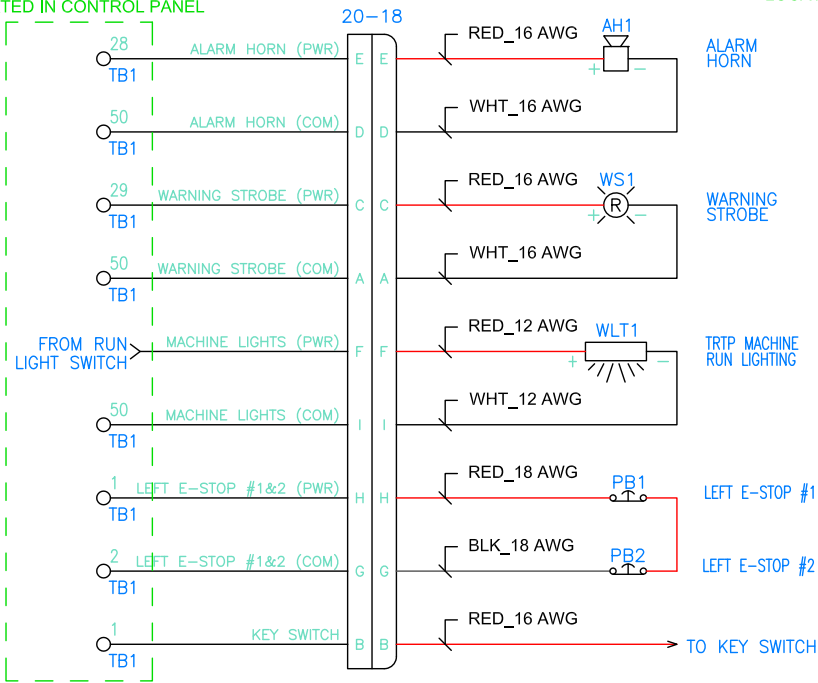 TED IN CONTROL PANEL
20-18
28
TB1
ALARM HORN (PWR)
E E
RED_16 AWG
AH1
+ -
ALARM
HORN
50
TB1
ALARM HORN (COM)
D D
WHT_16 AWG
29
TB1
WARNING STROBE (PWR)
C C
RED_16 AWG
WS1
R
+ -
WARNING
STROBE
50
TB1
WARNING STROBE (COM)
A A
WHT_16 AWG
FROM RUN
LIGHT SWITCH
MACHINE LIGHTS (PWR)
F F
RED_12 AWG
WLT1
+ -
TRTP MACHINE
RUN LIGHTING
50
TB1
MACHINE LIGHTS (COM)
I I
WHT_12 AWG
1
TB1
LEFT E-STOP #1&2 (PWR)
H H
RED_18 AWG
PB1
LEFT E-STOP #1
2
TB1
LEFT E-STOP #1&2 (COM)
G G
BLK_18 AWG
PB2
LEFT E-STOP #2
1
TB1
KEY SWITCH
B B
RED_16 AWG
TO KEY SWITCH